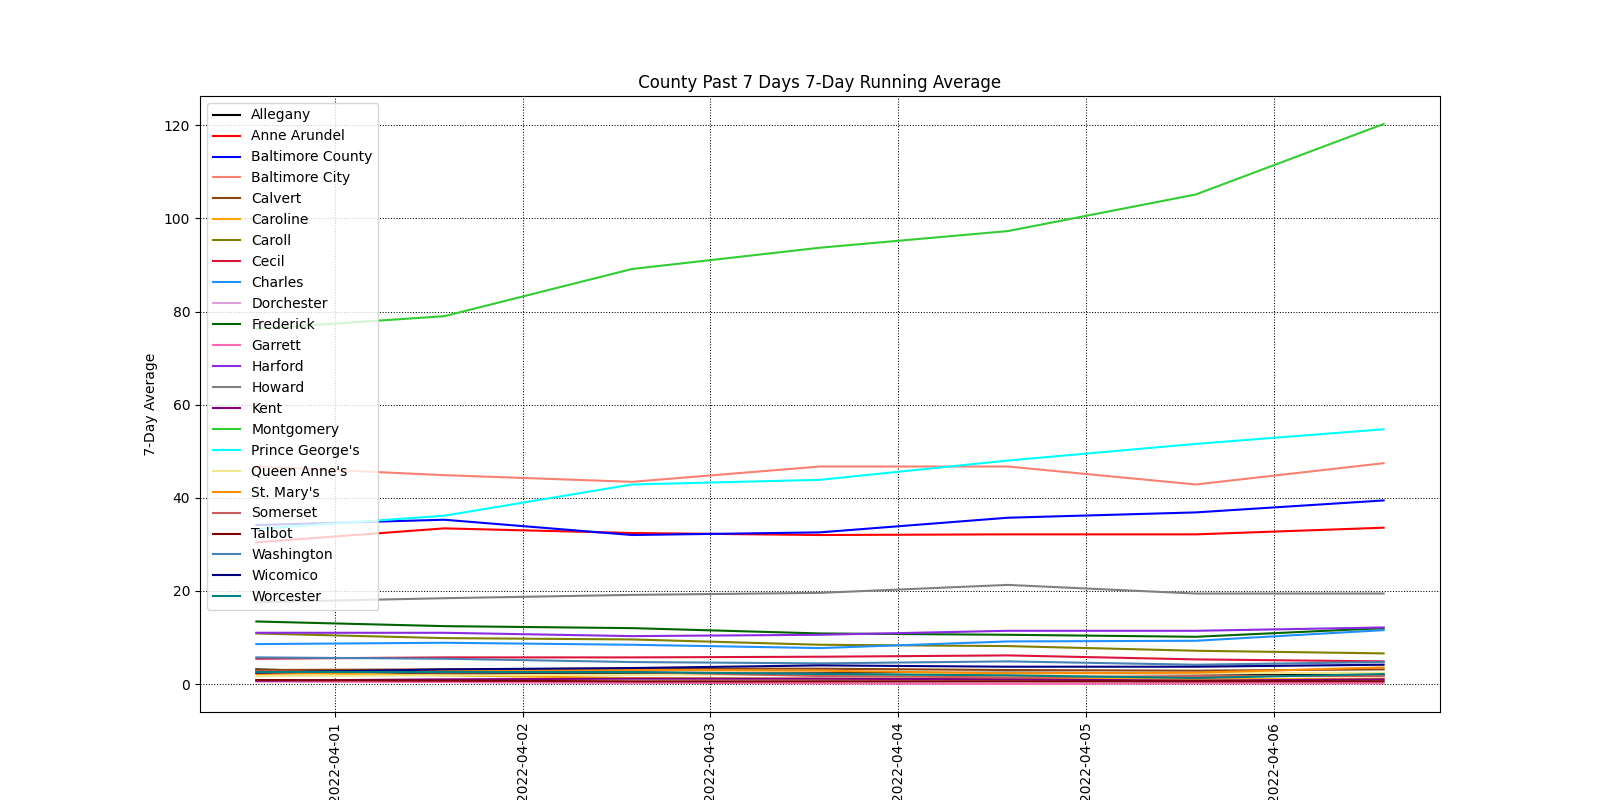 County Past 7 Days 7-Day Running Average
120
100
80
60
40
20
0
7-Day Average
Allegany
Anne Arundel
Baltimore County
Baltimore City
Calvert
Caroline
Caroll
Cecil
Charles
Dorchester
Frederick
Garrett
Harford
Howard
Kent
Montgomery
Prince George's
Queen Anne's
St. Mary's
Somerset
Talbot
Washington
Wicomico
Worcester
2022-04-01
2022-04-02
2022-04-03
2022-04-04
2022-04-05
2022-04-06